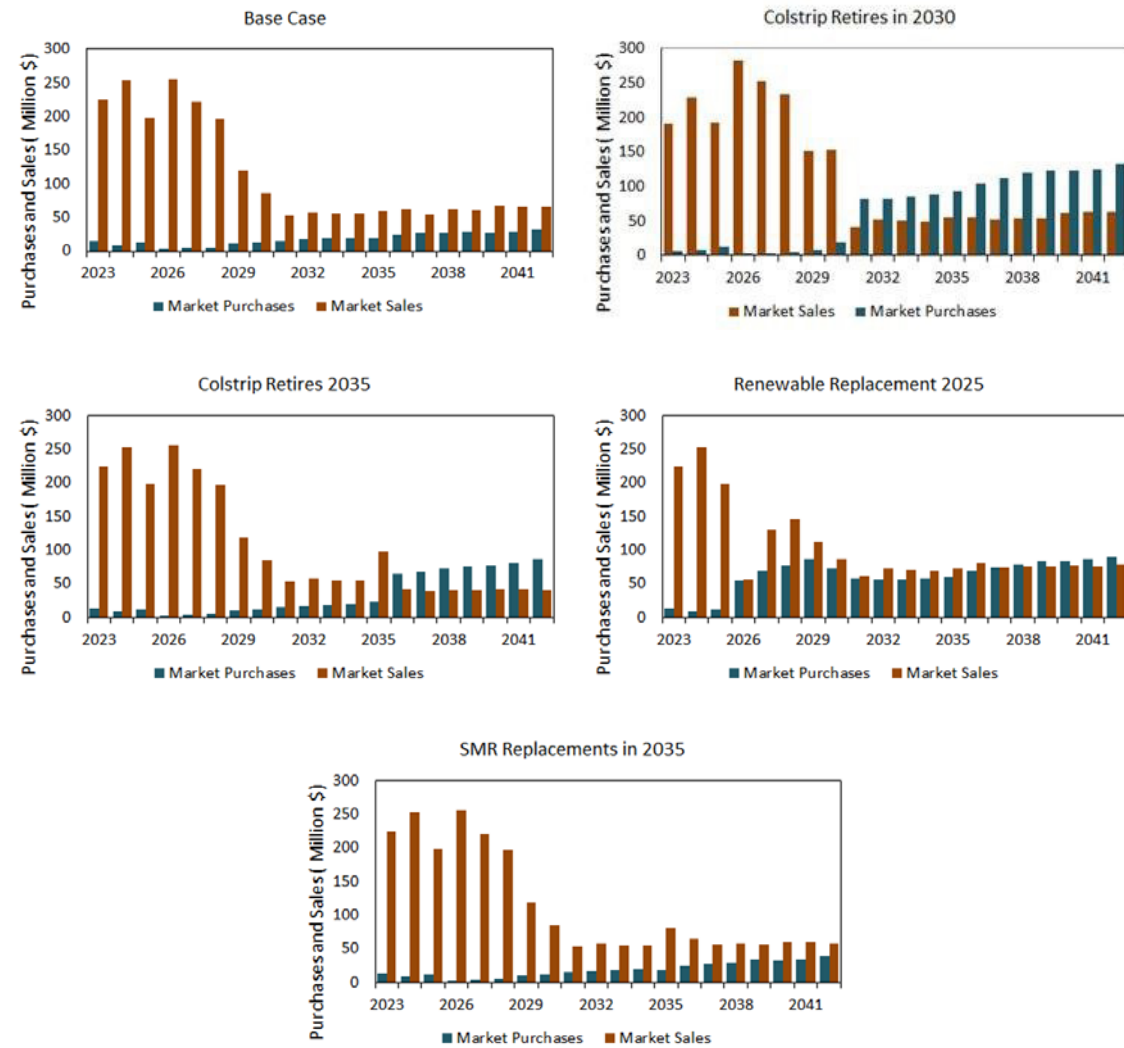 Base Case
Purchases and Sales ( Million $)
300
250
200
150
100
50
0
2023 2026 2029 2032 2035 2038 2041
Market Purchases Market Sales
Colstrip Retires in 2030
Purchases and Sales ( Million $)
300
250
200
150
100
50
0
2023 2026 2029 2032 2035 2038 2041
Market Sales Market Purchases
Colstrip Retires 2035
Purchases and Sales ( Million $)
300
250
200
150
100
50
0
2023 2026 2029 2032 2035 2038 2041
Market Purchases Market Sales
Renewable Replacement 2025
Purchases and Sales ( Million $)
300
250
200
150
100
50
0
2023 2026 2029 2032 2035 2038 2041
Market Purchases Market Sales
SMR Replacements in 2035
Purchases and Sales ( Million $)
300
250
200
150
100
50
0
2023 2026 2029 2032 2035 2038 2041
Market Purchases Market Sales